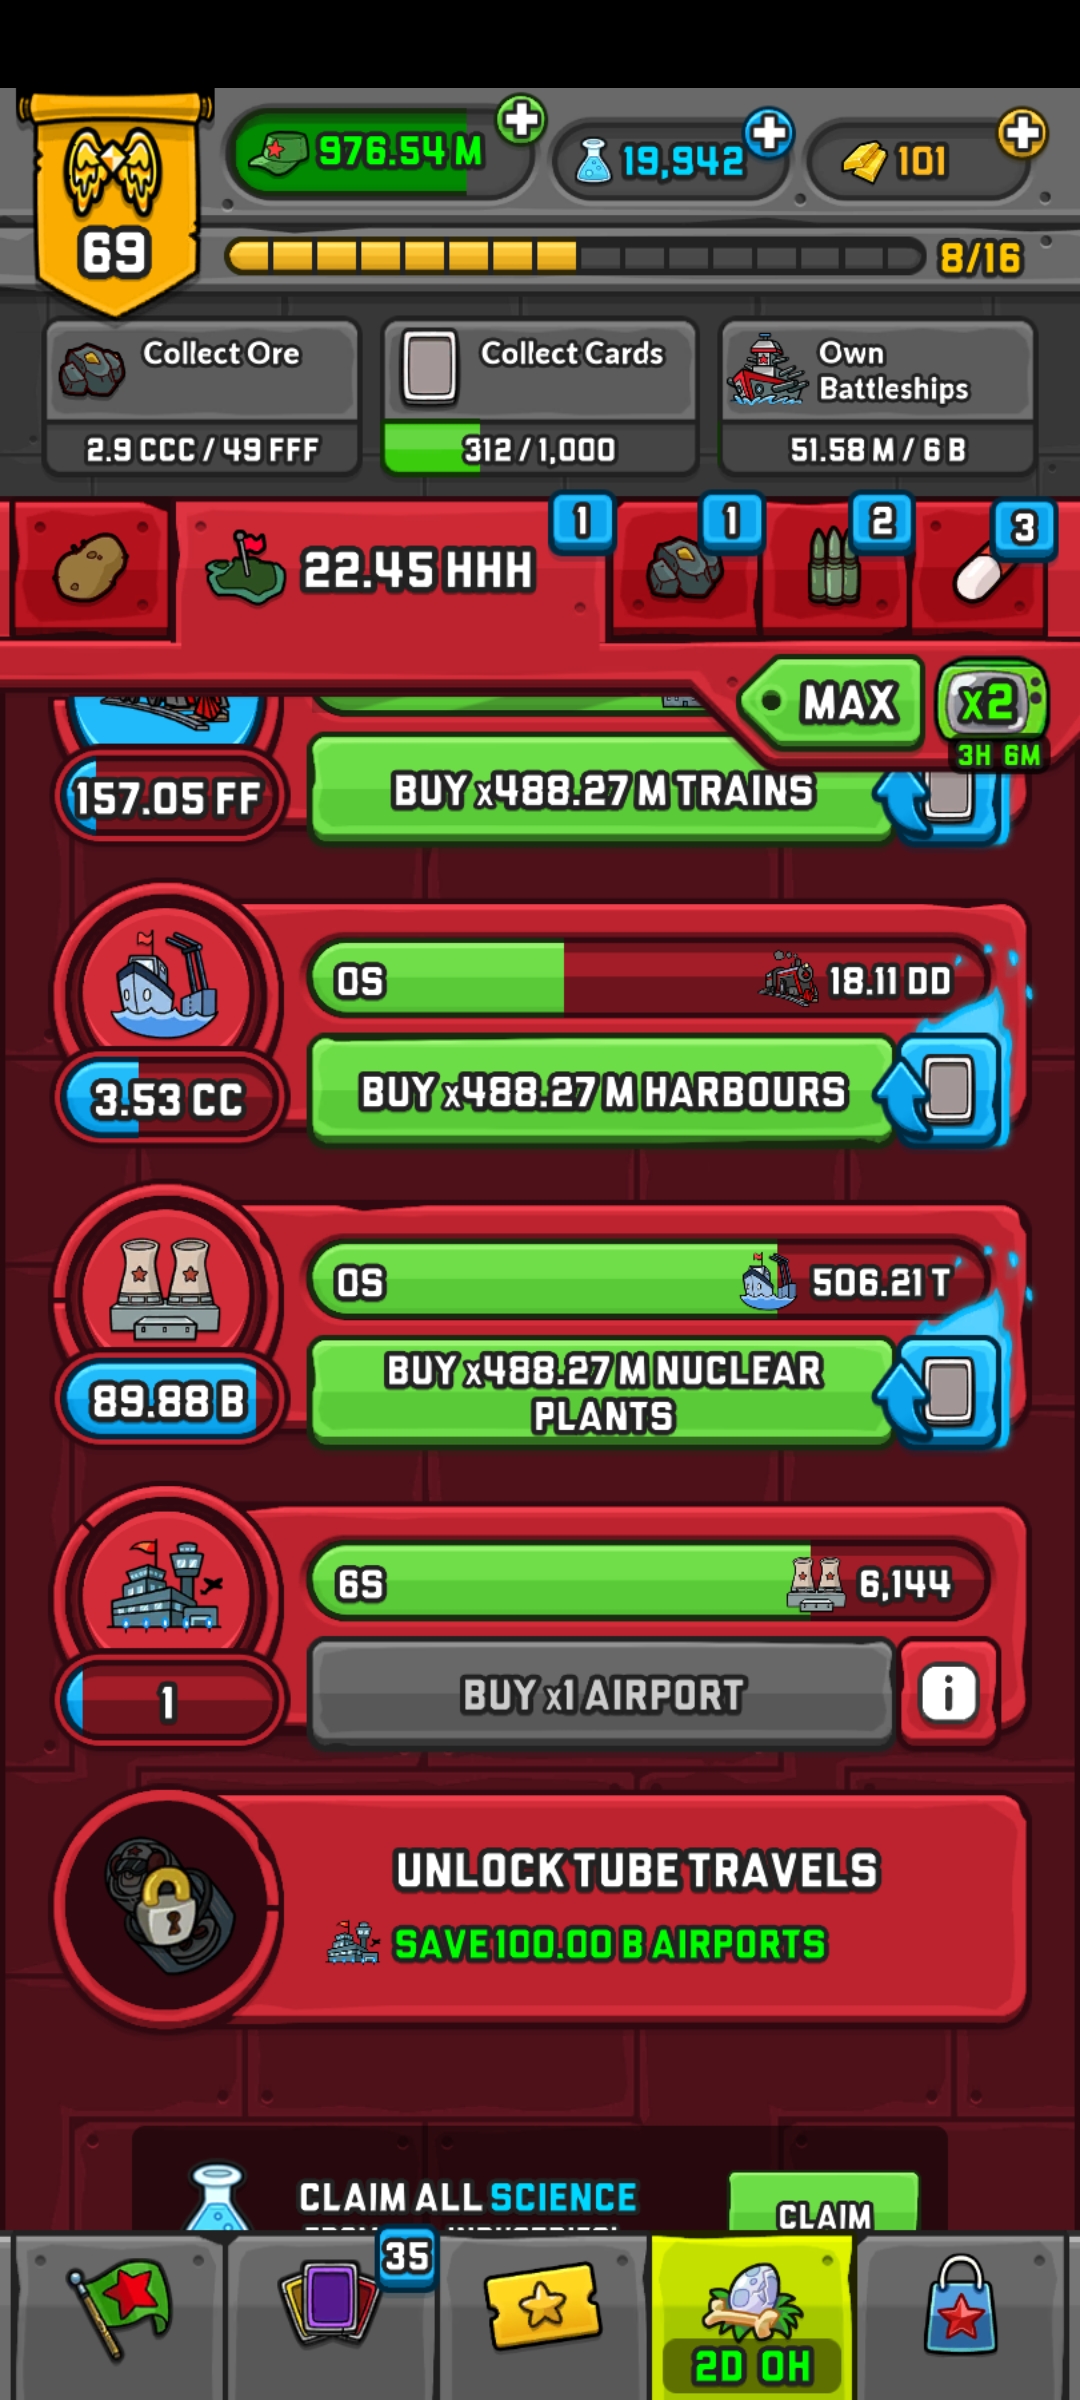 976.54 M
19,942
101
69
8/16
Collect Ore
2.9 CCC / 49 FFF
Collect Cards
312 / 1,000
Own
Battleships
51.58 M / 6 B
22.45 HHH
1
1
2
3
MAX
x2
3H 6M
157.05 FF
BUY x488.27 M TRAINS
0S
18.11 DD
3.53 CC
BUY x488.27 M HARBOURS
0S
506.21 T
89.88 B
BUY x488.27 M NUCLEAR
PLANTS
6S
6,144
1
BUY x1 AIRPORT
i
UNLOCK TUBE TRAVELS
SAVE 100.00 B AIRPORTS
CLAIM ALL SCIENCE
CLAIM
35
2D 0H